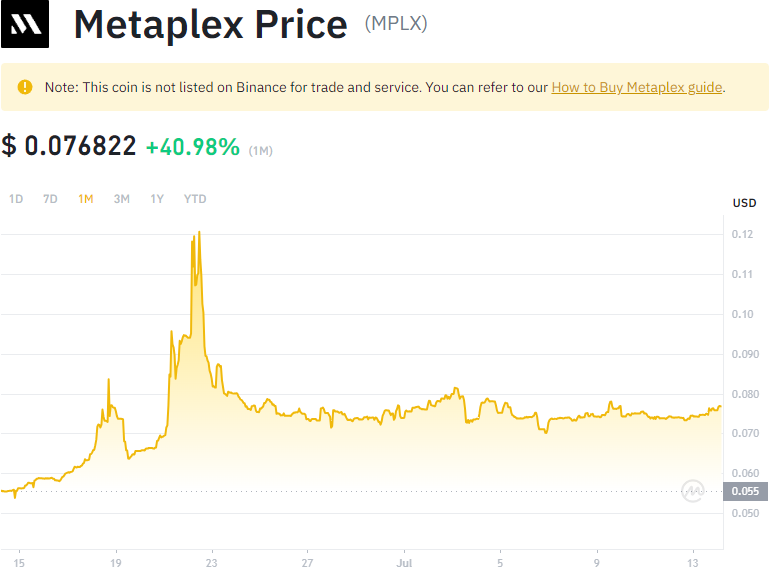 Metaplex Price (MPLX)
Note: This coin is not listed on Binance for trade and service. You can refer to our How to Buy Metaplex guide.
$ 0.076822 +40.98% (1M)
1D 7D 1M 3M 1Y YTD
USD
0.12
0.11
0.10
0.090
0.080
0.070
0.060
0.055
0.050
15 19 23 27 Jul 5 9 13